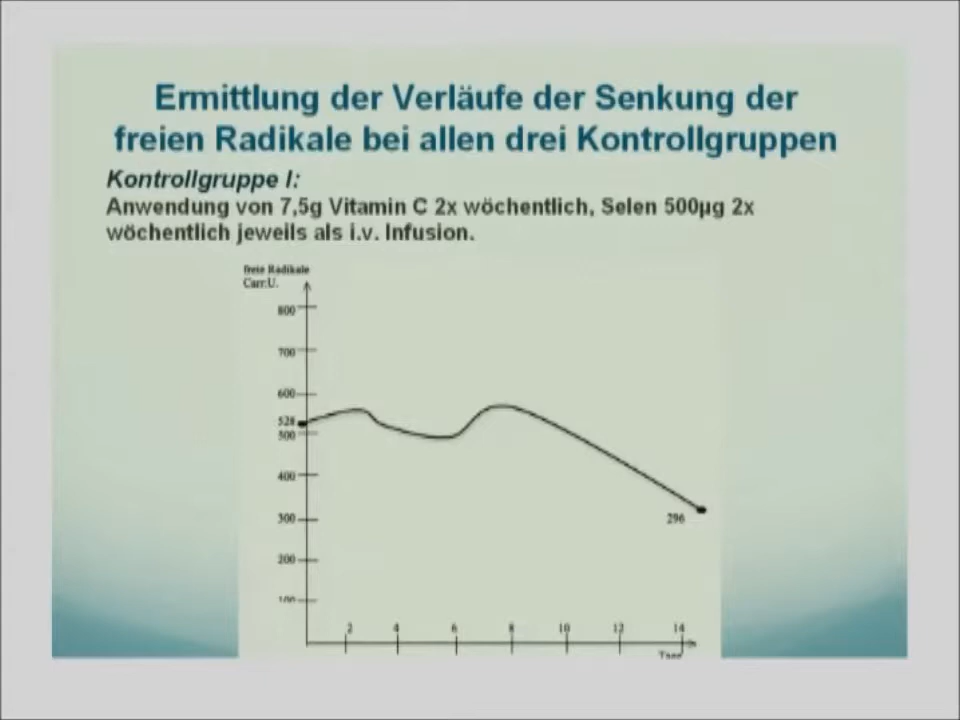 Ermittlung der Verläufe der Senkung der
freien Radikale bei allen drei Kontrollgruppen
Kontrollgruppe I:
Anwendung von 7,5g Vitamin C 2x wöchentlich, Selen 500µg 2x
wöchentlich jeweils als i.v. Infusion.
freie Radikale
Carr.U.
800
700
600
528
500
400
300
296
200
100
2 4 6 8 10 12 14
Tage